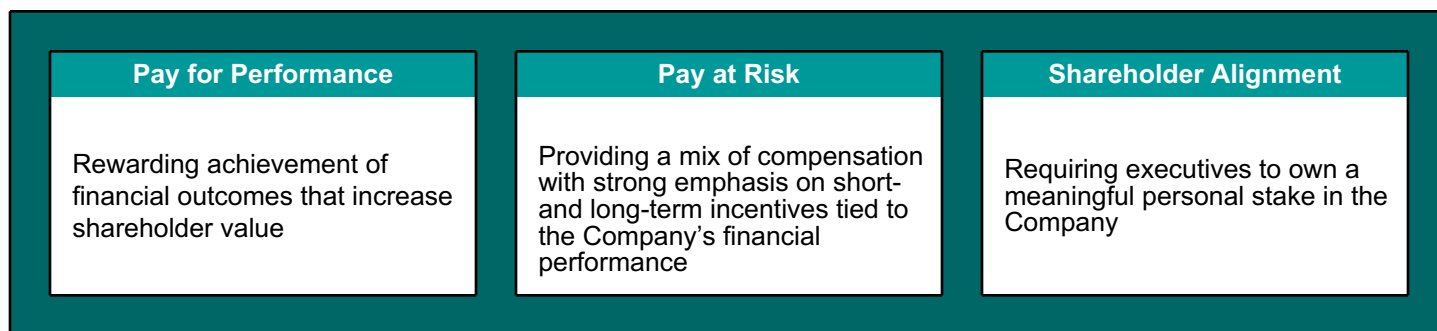 Pay for Performance
Rewarding achievement of
financial outcomes that increase
shareholder value
Pay at Risk
Providing a mix of compensation
with strong emphasis on short-
and long-term incentives tied to
the Company’s financial
performance
Shareholder Alignment
Requiring executives to own a
meaningful personal stake in the
Company